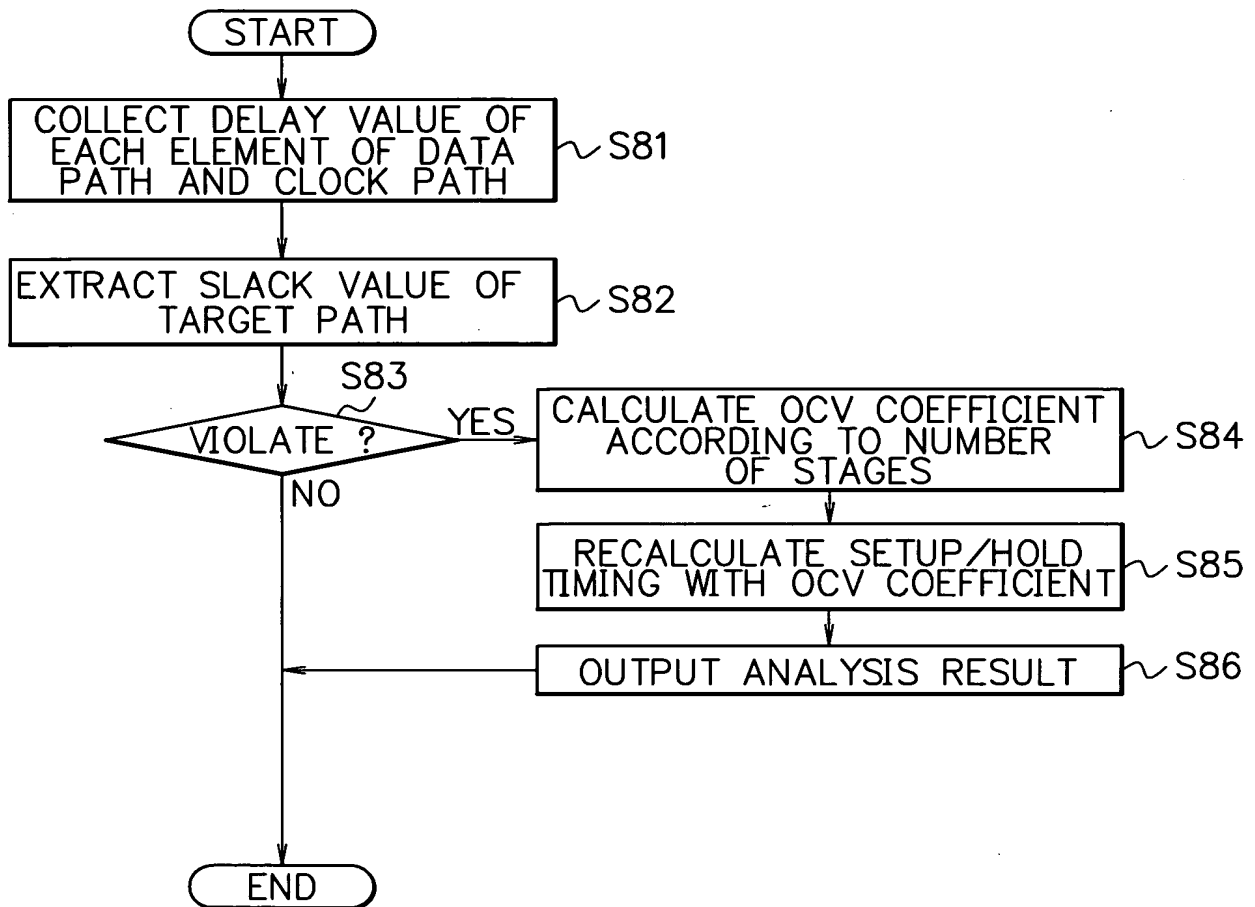 START
COLLECT DELAY VALUE OF
EACH ELEMENT OF DATA
PATH AND CLOCK PATH
S81
EXTRACT SLACK VALUE OF
TARGET PATH
S82
S83
VIOLATE ?
YES
NO
CALCULATE OCV COEFFICIENT
ACCORDING TO NUMBER
OF STAGES
S84
RECALCULATE SETUP/HOLD
TIMING WITH OCV COEFFICIENT
S85
OUTPUT ANALYSIS RESULT
S86
END